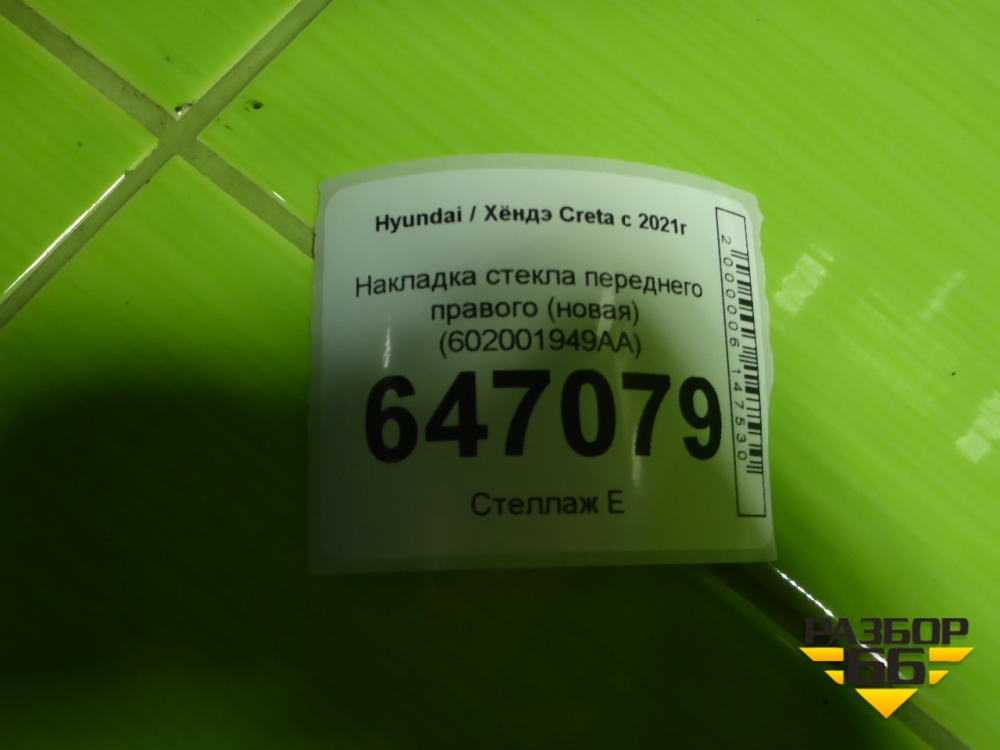 Hyundai / Хёндэ Creta с 2021г
Накладка стекла переднего
правого (новая)
(602001949AA)
647079
Стеллаж Е
2000006147530
РАЗБОР
66